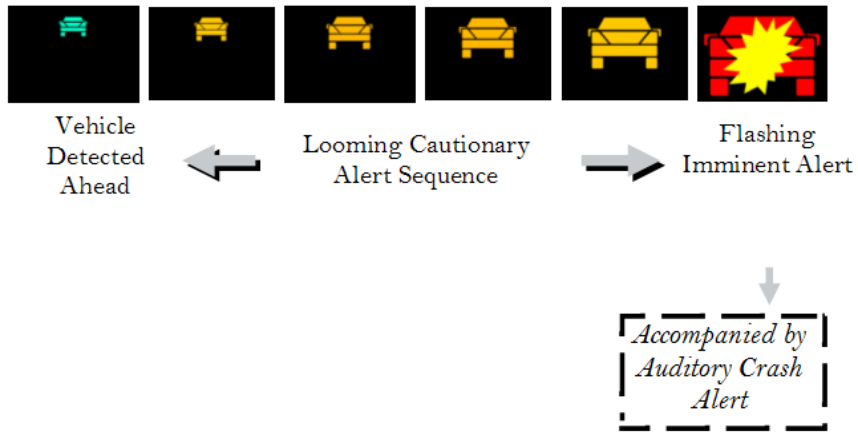 Vehicle
Detected
Ahead
Looming Cautionary
Alert Sequence
Flashing
Imminent Alert
Accompanied by
Auditory Crash
Alert